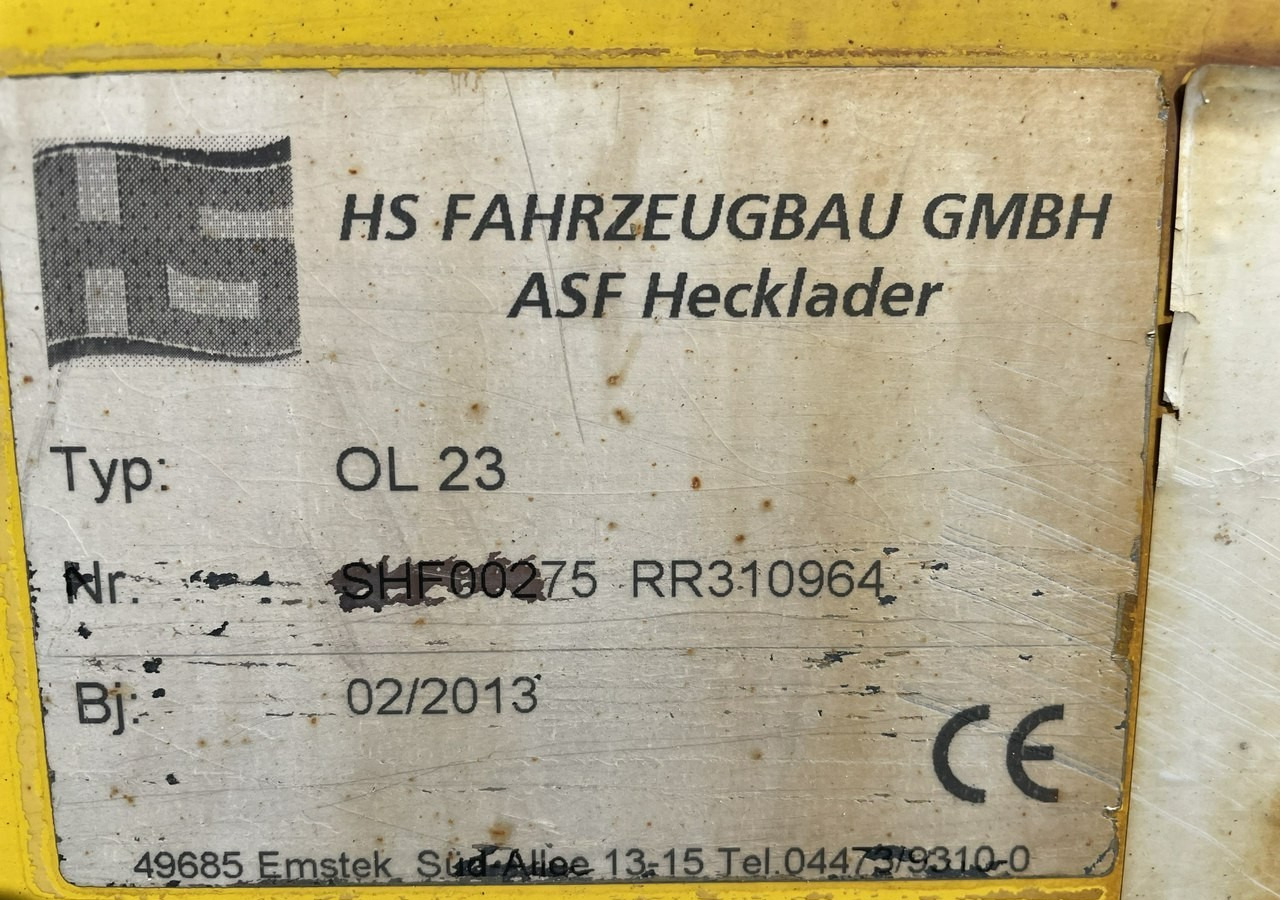 HS FAHRZEUGBAU GMBH
ASF Hecklader
Typ: OL 23
Nr. SHF00275 RR310964
Bj: 02/2013
CE
49685 Emstek Süd-Allee 13-15 Tel.04473/9310-0